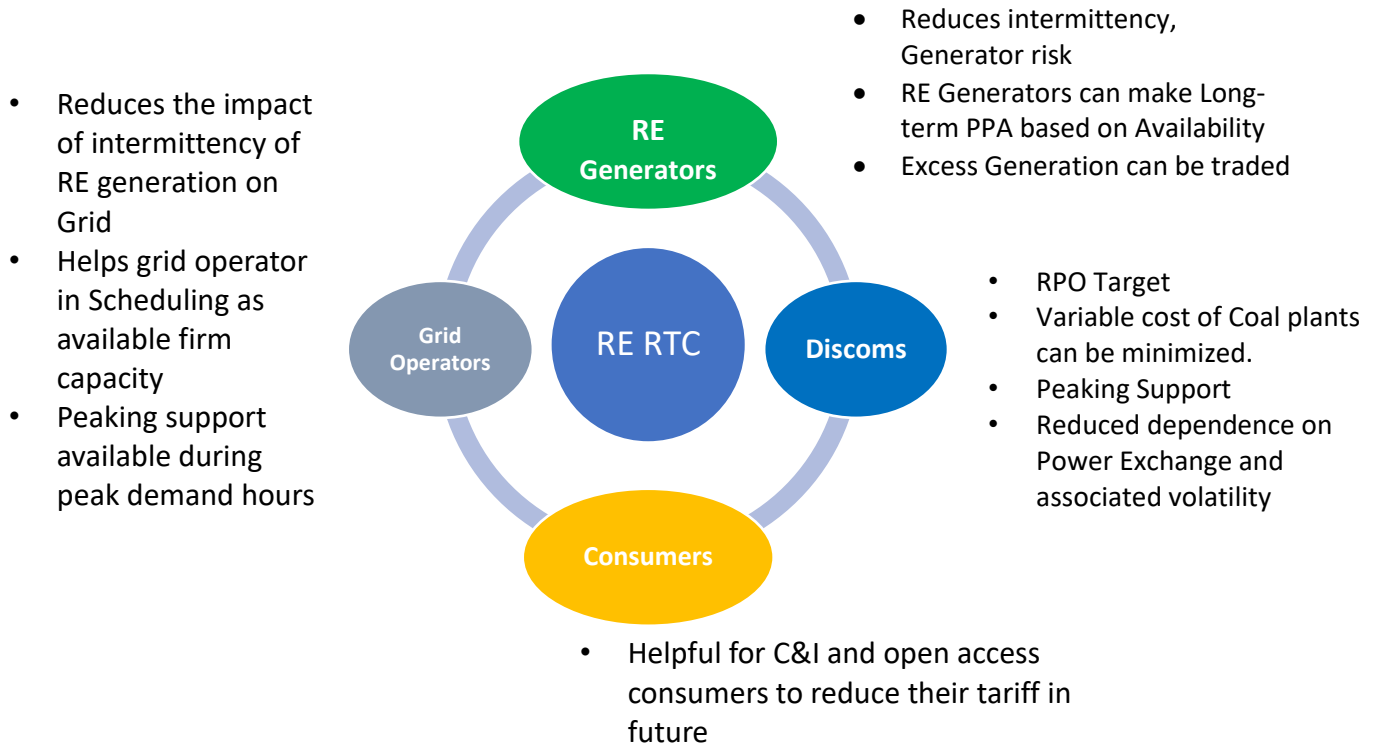 • Reduces intermittency,
Generator risk
• RE Generators can make Long-
term PPA based on Availability
• Excess Generation can be traded
• Reduces the impact
of intermittency of
RE generation on
Grid
• Helps grid operator
in Scheduling as
available firm
capacity
• Peaking support
available during
peak demand hours
RE
Generators
Grid
Operators
RE RTC
Discoms
• RPO Target
• Variable cost of Coal plants
can be minimized.
• Peaking Support
• Reduced dependence on
Power Exchange and
associated volatility
Consumers
• Helpful for C&I and open access
consumers to reduce their tariff in
future